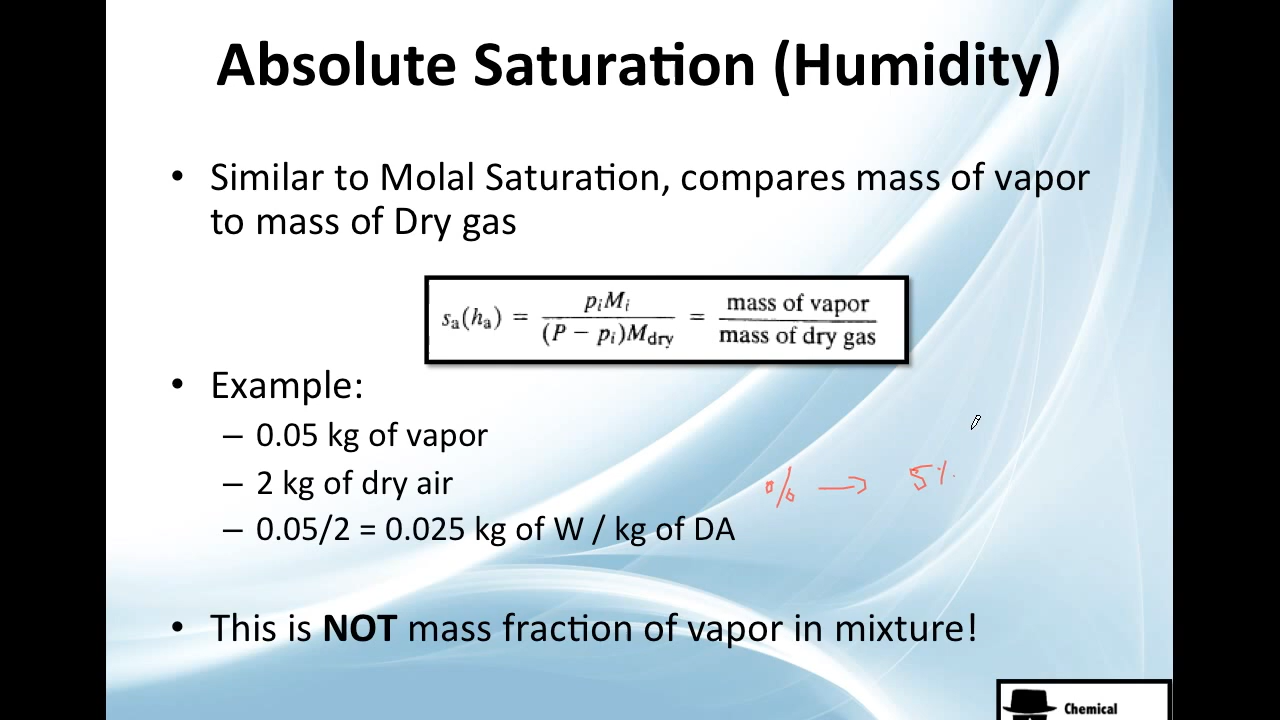 Absolute Saturation (Humidity)
• Similar to Molal Saturation, compares mass of vapor
to mass of Dry gas
sₐ(hₐ) = pᵢMᵢ / (P − pᵢ)M_dry = mass of vapor / mass of dry gas
• Example:
– 0.05 kg of vapor
– 2 kg of dry air
% → 5%
– 0.05/2 = 0.025 kg of W / kg of DA
• This is NOT mass fraction of vapor in mixture!
Chemical